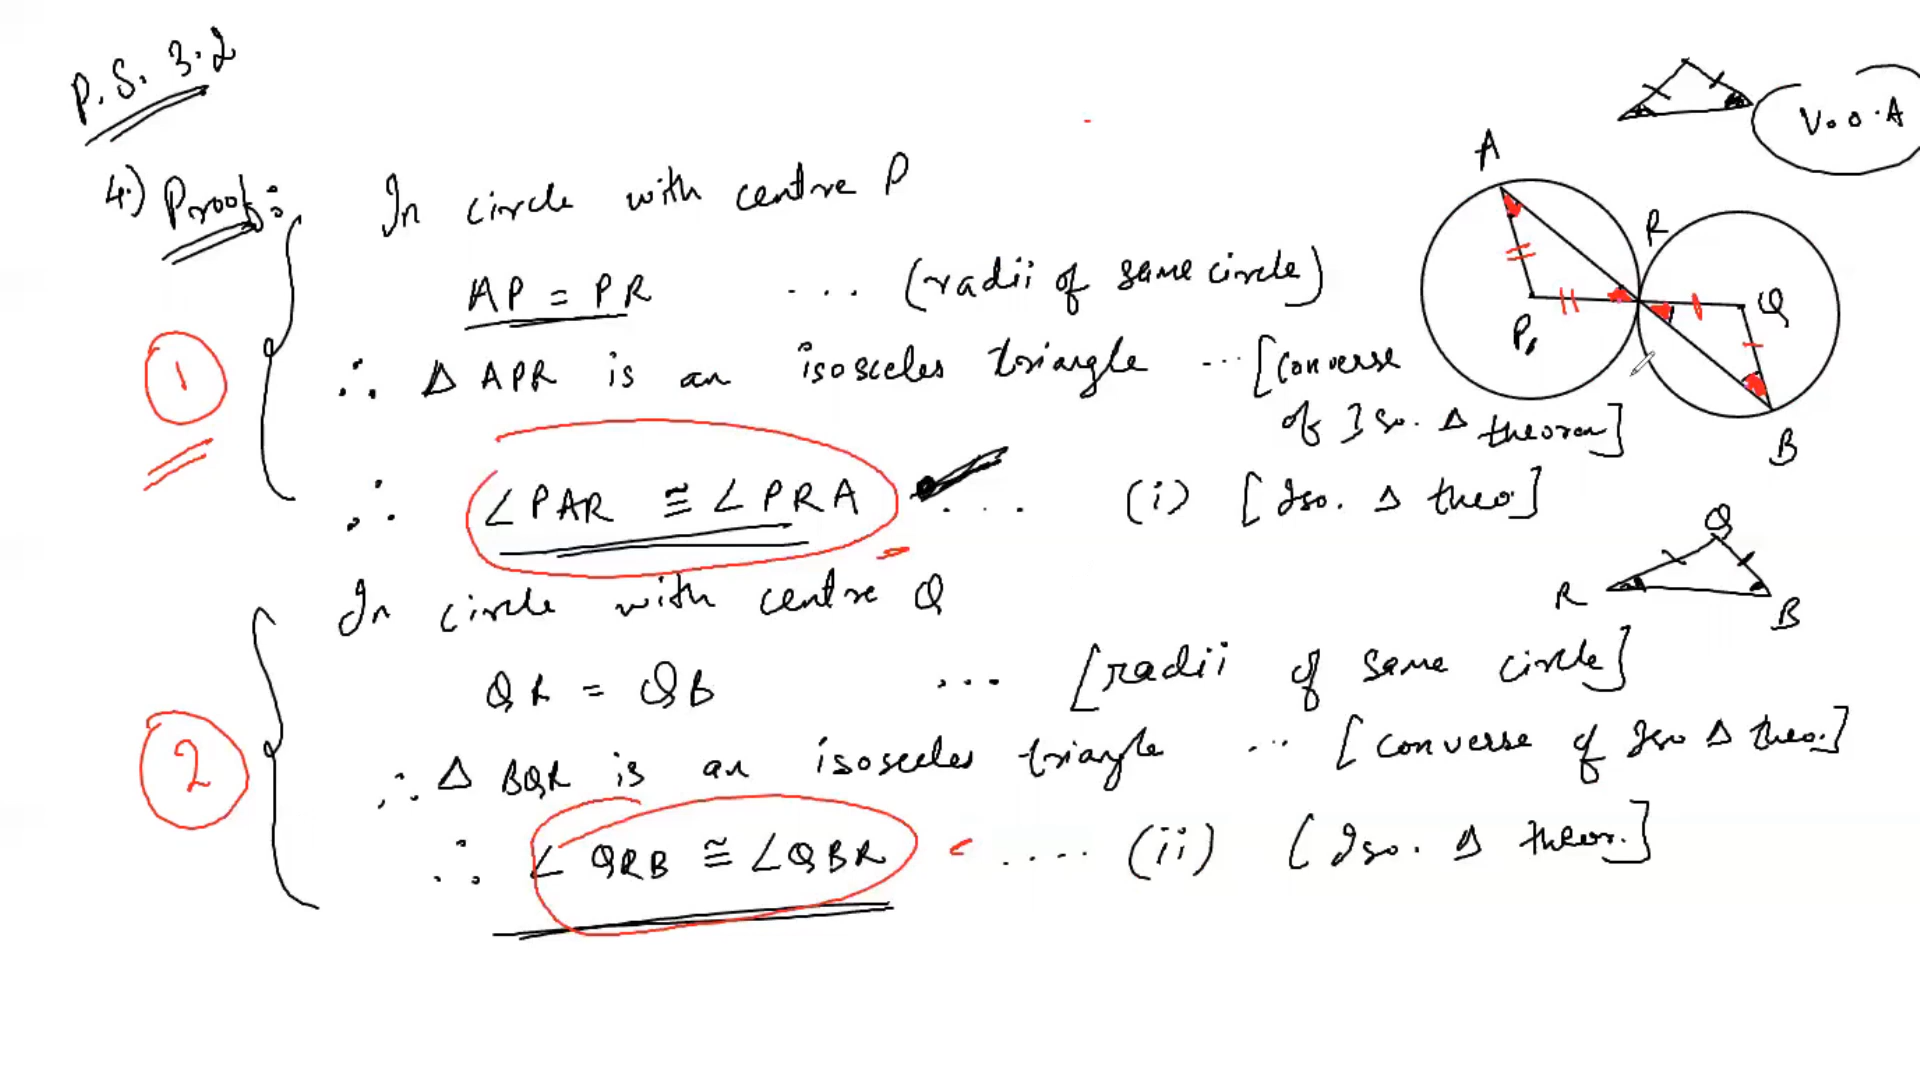 P.S. 3.2
4.) Proof: In circle with centre P
AP = PR ... (radii of same circle)
∴ Δ APR is an isosceles triangle ... [converse
of Iso. Δ theorem]
∴ ∠PAR ≅ ∠PRA .... (i) [Iso. Δ theo.]
In circle with centre Q
QR = QB ... [radii of same circle]
∴ Δ BQR is an isosceles triangle ... [converse of Iso Δ theo.]
∴ ∠QRB ≅ ∠QBR .... (ii) [Iso. Δ theor.]
1
2
V.O.A
A
R
P
Q
B
Q
R
B